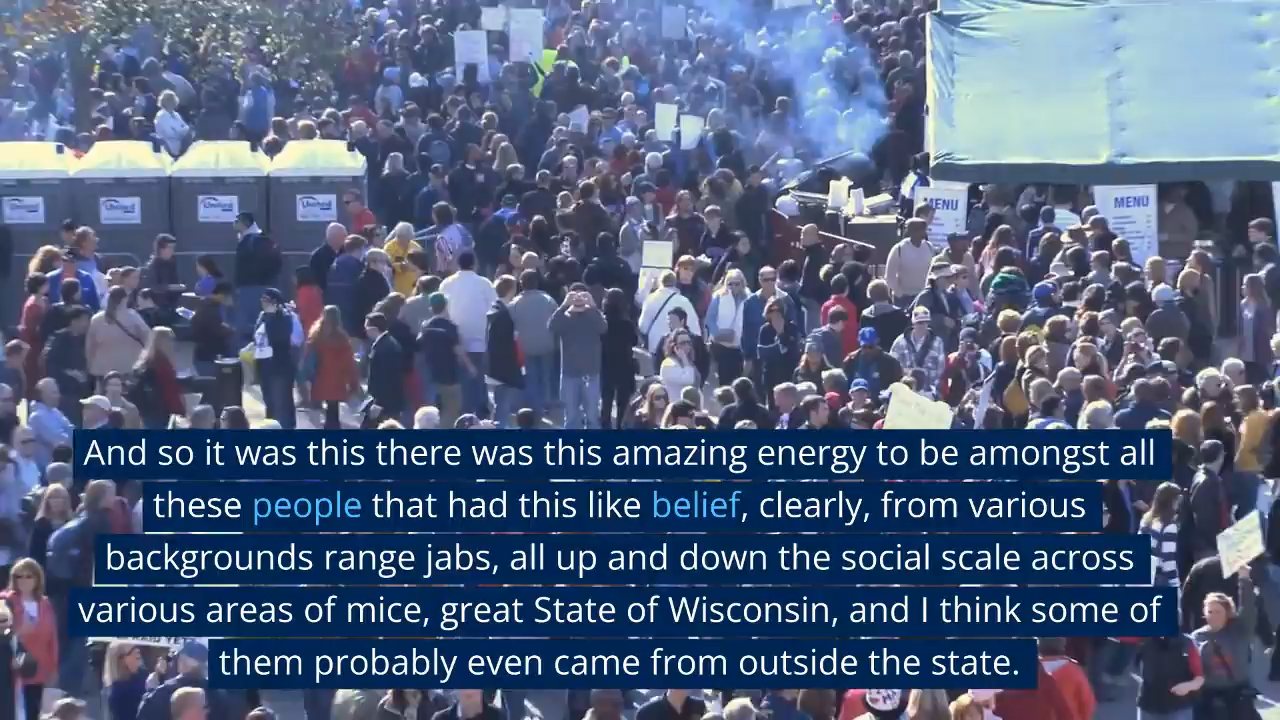 MENU
MENU
And so it was this there was this amazing energy to be amongst all
these people that had this like belief, clearly, from various
backgrounds range jabs, all up and down the social scale across
various areas of mice, great State of Wisconsin, and I think some of
them probably even came from outside the state.